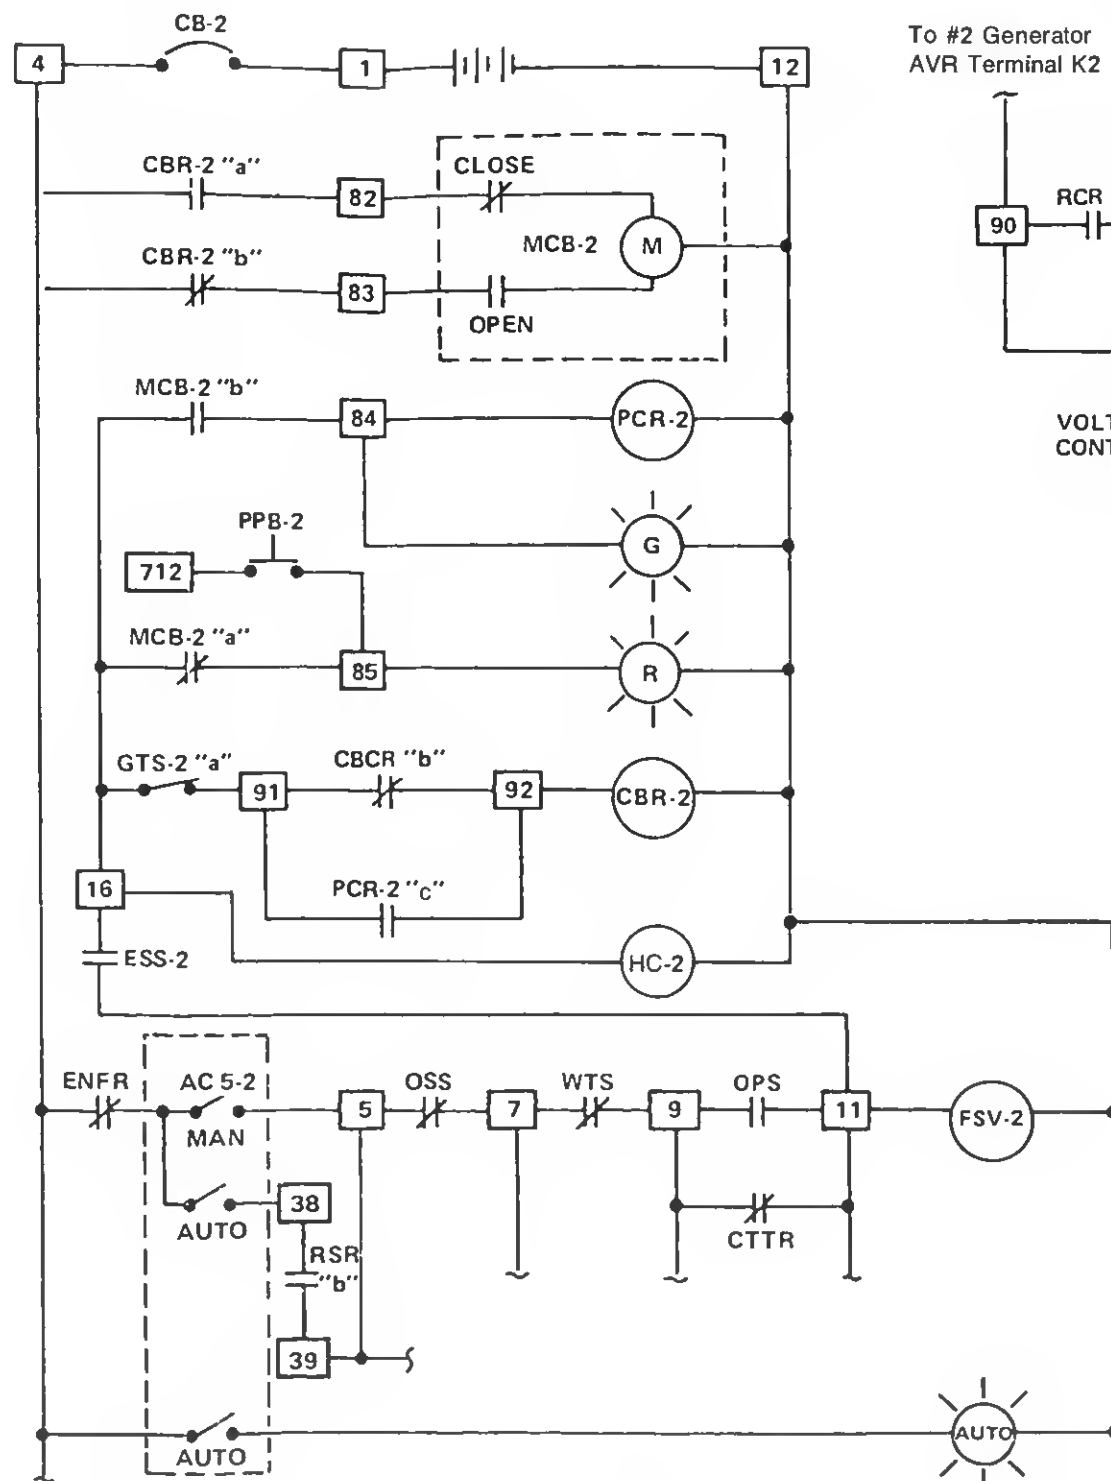 CB-2
To #2 Generator
AVR Terminal K2
4
1
12
CBR-2 "a"
82
CLOSE
RCR
90
MCB-2
M
CBR-2 "b"
83
OPEN
MCB-2 "b"
84
PCR-2
VOLT
CONT
PPB-2
G
712
MCB-2 "a"
85
R
GTS-2 "a"
91
CBCR "b"
92
CBR-2
16
PCR-2 "c"
ESS-2
HC-2
ENFR
AC 5-2
MAN
5
OSS
7
WTS
9
OPS
11
FSV-2
AUTO
38
CTTR
RSR
"b"
39
AUTO
AUTO